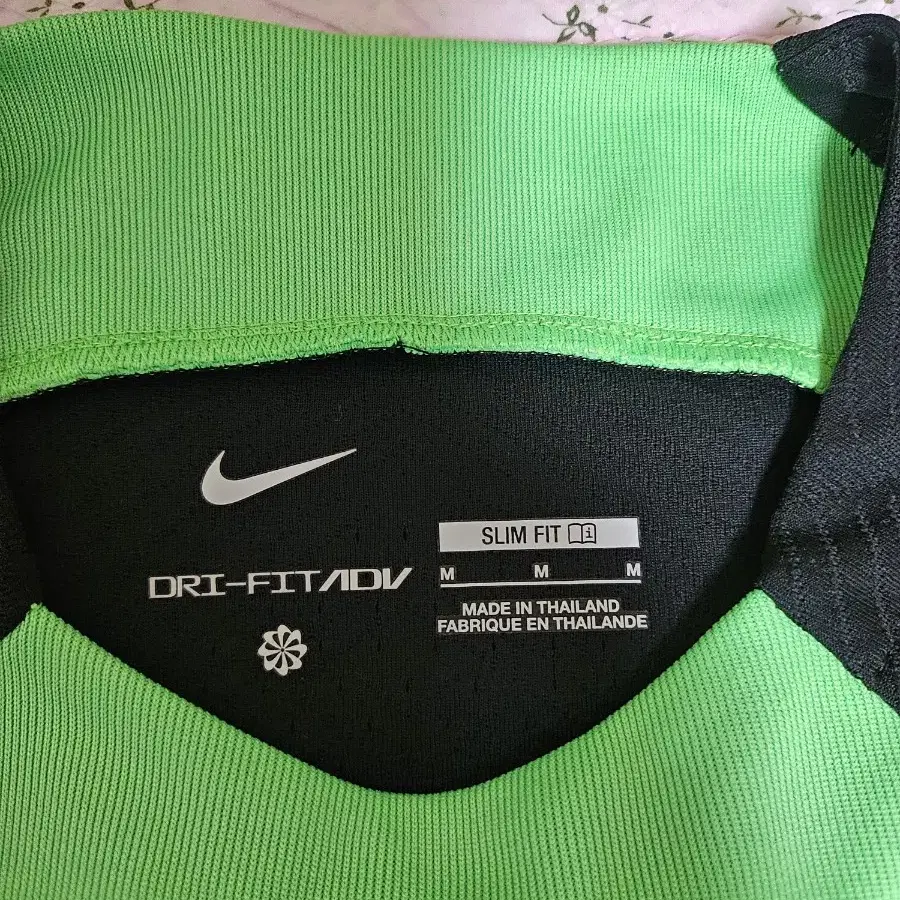 SLIM FIT
DRI-FIT ADV
M M M
MADE IN THAILAND
FABRIQUE EN THAILANDE